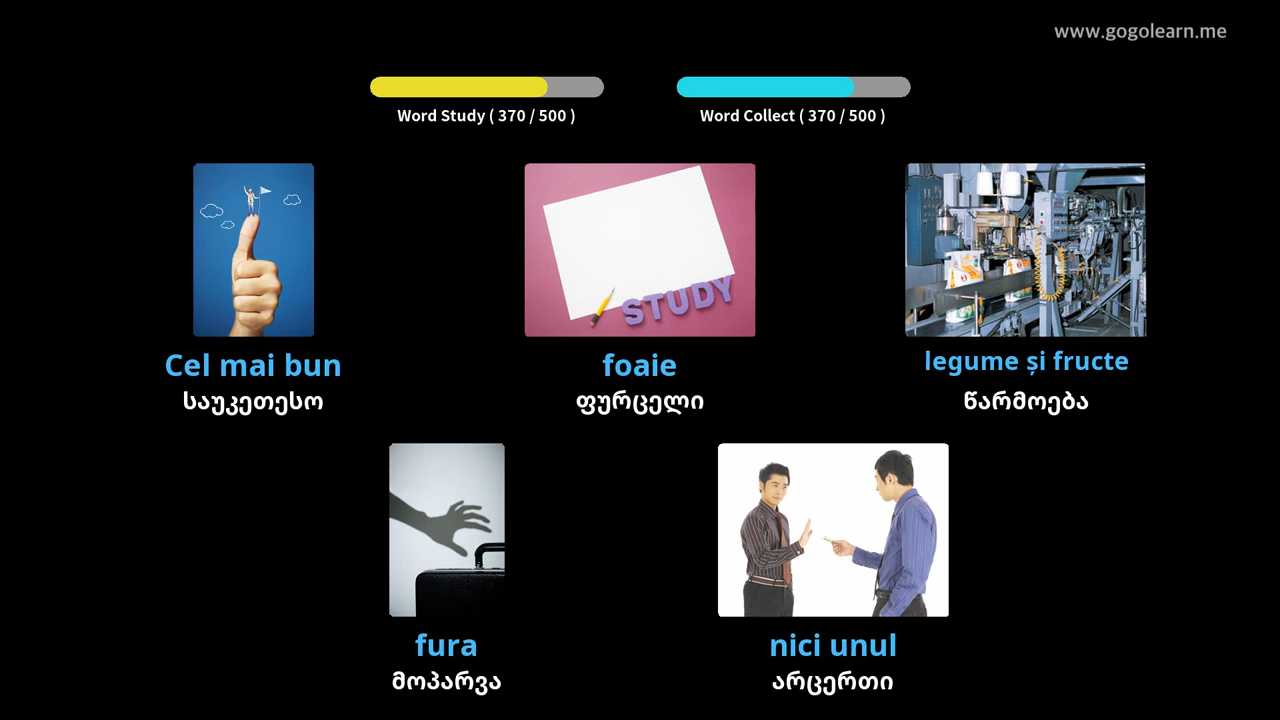 www.gogolearn.me
Word Study ( 370 / 500 )
Word Collect ( 370 / 500 )
STUDY
Cel mai bun
საუკეთესო
foaie
ფურცელი
legume și fructe
წარმოება
fura
მოპარვა
nici unul
არცერთი